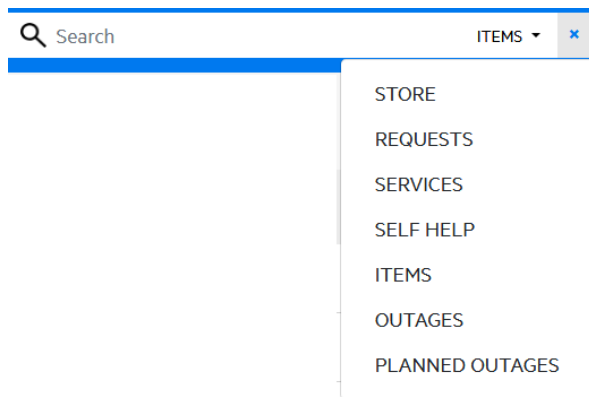 Search ITEMS
STORE
REQUESTS
SERVICES
SELF HELP
ITEMS
OUTAGES
PLANNED OUTAGES